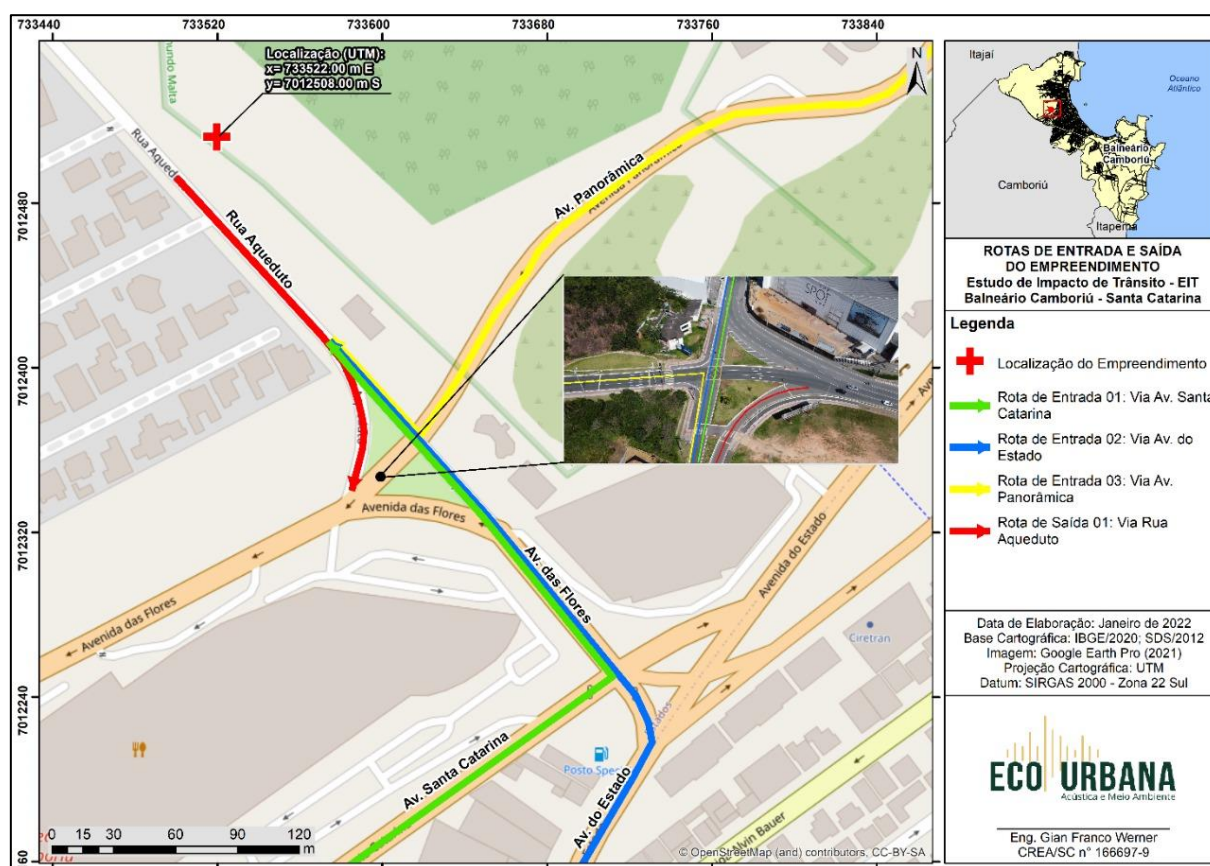 733440
733520
733600
733680
733760
733840
7012480
7012400
7012320
7012240
60
Localização (UTM):
x= 733522.00 m E
y= 7012508.00 m S
N
mundo Malta
Rua Aqued
Rua Aqueduto
Av. Panorâmica
Avenida Panorâmica
SPOT
Avenida das Flores
Avenida das Flores
Av. das Flores
Avenida do Estado
Ciretran
Av. Santa Catarina
Av. do Estado
Posto Spe
Alvin Bauer
0 15 30 60 90 120
m
© OpenStreetMap (and) contributors, CC-BY-SA
Itajaí
Oceano
Atlântico
Balneário
Camboriú
Camboriú
Itapema
ROTAS DE ENTRADA E SAÍDA
DO EMPREENDIMENTO
Estudo de Impacto de Trânsito - EIT
Balneário Camboriú - Santa Catarina
Legenda
Localização do Empreendimento
Rota de Entrada 01: Via Av. Santa
Catarina
Rota de Entrada 02: Via Av. do
Estado
Rota de Entrada 03: Via Av.
Panorâmica
Rota de Saída 01: Via Rua
Aqueduto
Data de Elaboração: Janeiro de 2022
Base Cartográfica: IBGE/2020; SDS/2012
Imagem: Google Earth Pro (2021)
Projeção Cartográfica: UTM
Datum: SIRGAS 2000 - Zona 22 Sul
ECO URBANA
Acústica e Meio Ambiente
Eng. Gian Franco Werner
CREA/SC n° 166697-9